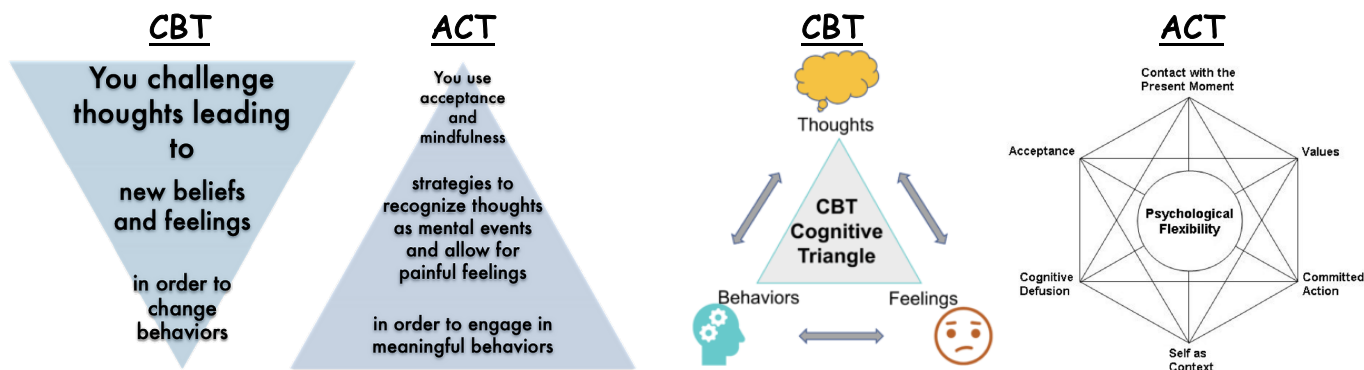 CBT
You challenge
thoughts leading
to
new beliefs
and feelings
in order to
change
behaviors
ACT
You use
acceptance
and
mindfulness
strategies to
recognize thoughts
as mental events
and allow for
painful feelings
in order to engage in
meaningful behaviors
CBT
Thoughts
CBT
Cognitive
Triangle
Behaviors
Feelings
ACT
Contact with the
Present Moment
Acceptance
Values
Psychological
Flexibility
Cognitive
Defusion
Committed
Action
Self as
Context